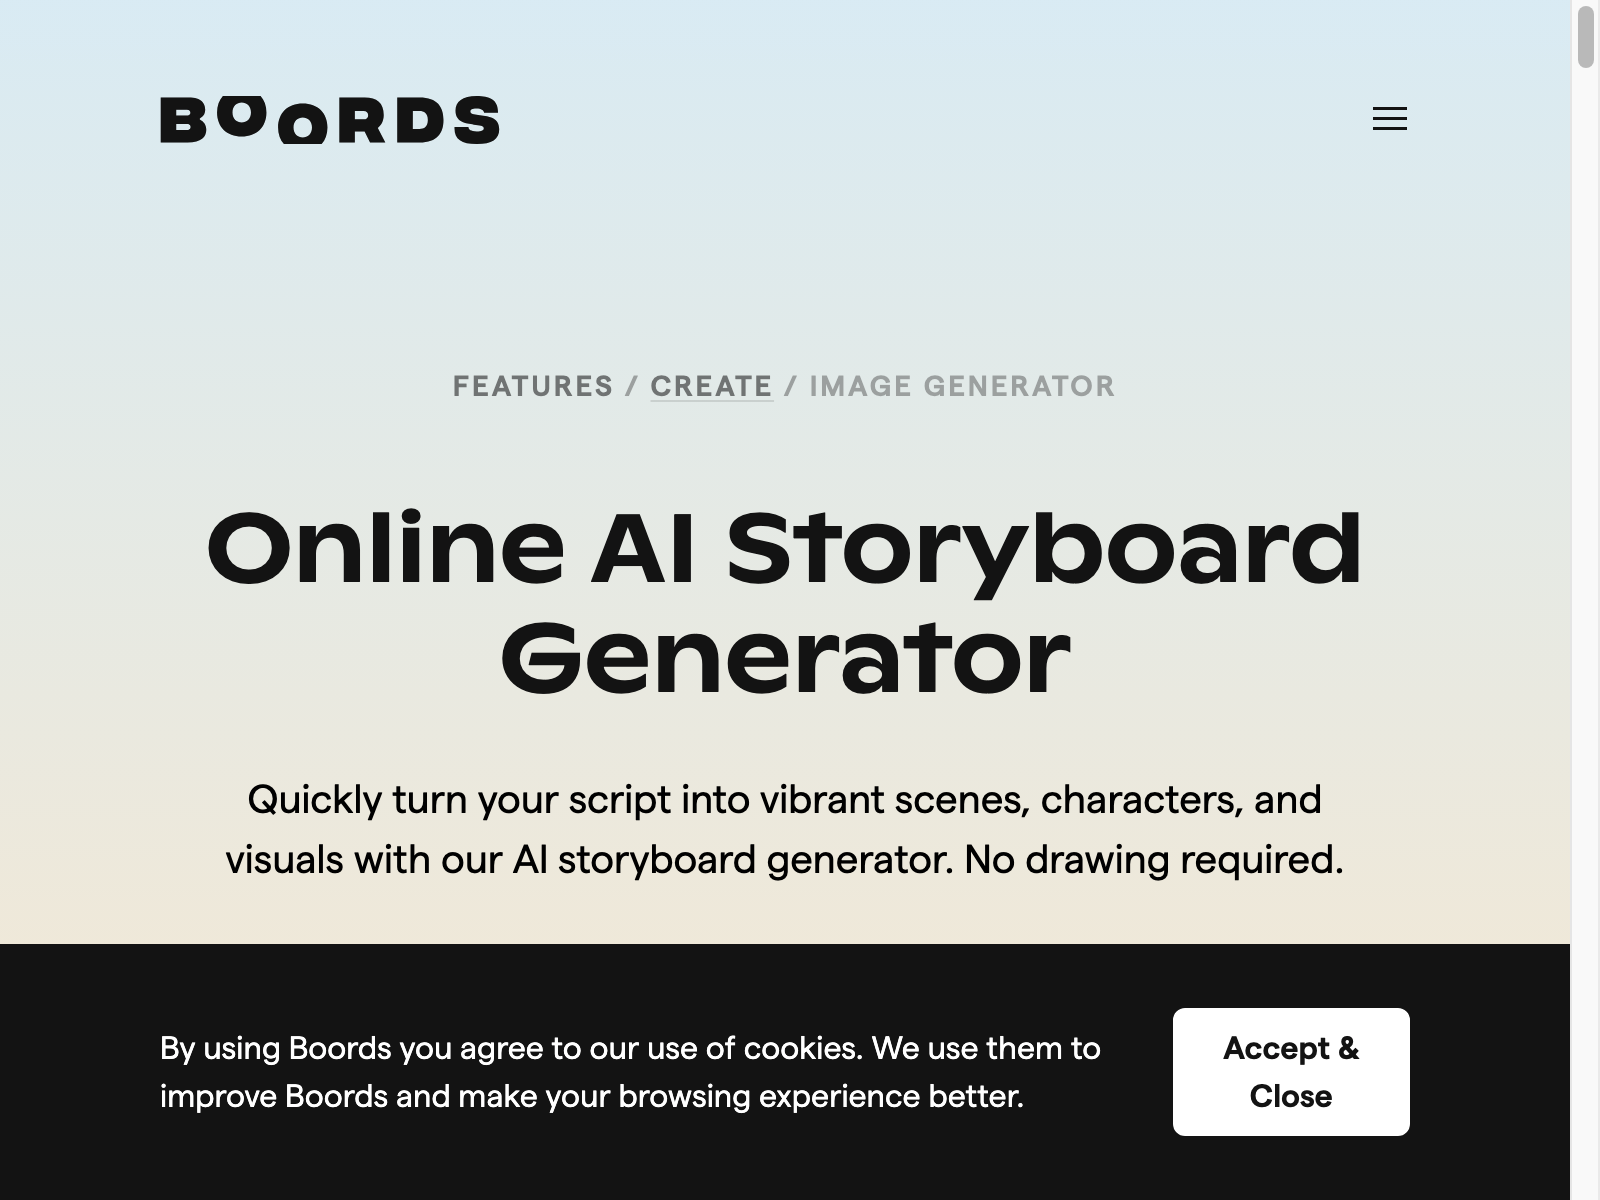 BOORDS
FEATURES / CREATE / IMAGE GENERATOR
Online AI Storyboard
Generator
Quickly turn your script into vibrant scenes, characters, and
visuals with our AI storyboard generator. No drawing required.
By using Boords you agree to our use of cookies. We use them to
improve Boords and make your browsing experience better.
Accept &
Close